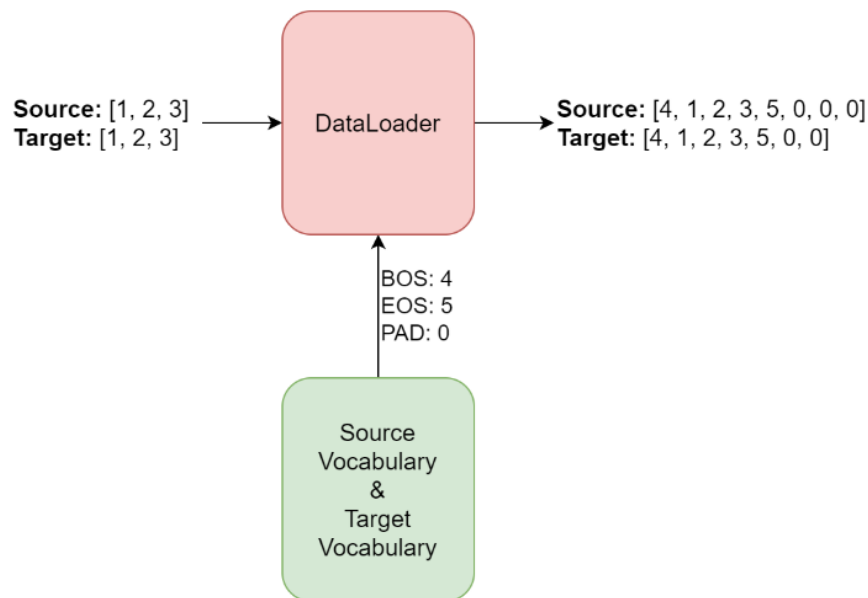 Source: [1, 2, 3]
Target: [1, 2, 3]
DataLoader
Source: [4, 1, 2, 3, 5, 0, 0, 0]
Target: [4, 1, 2, 3, 5, 0, 0]
BOS: 4
EOS: 5
PAD: 0
Source
Vocabulary
&
Target
Vocabulary